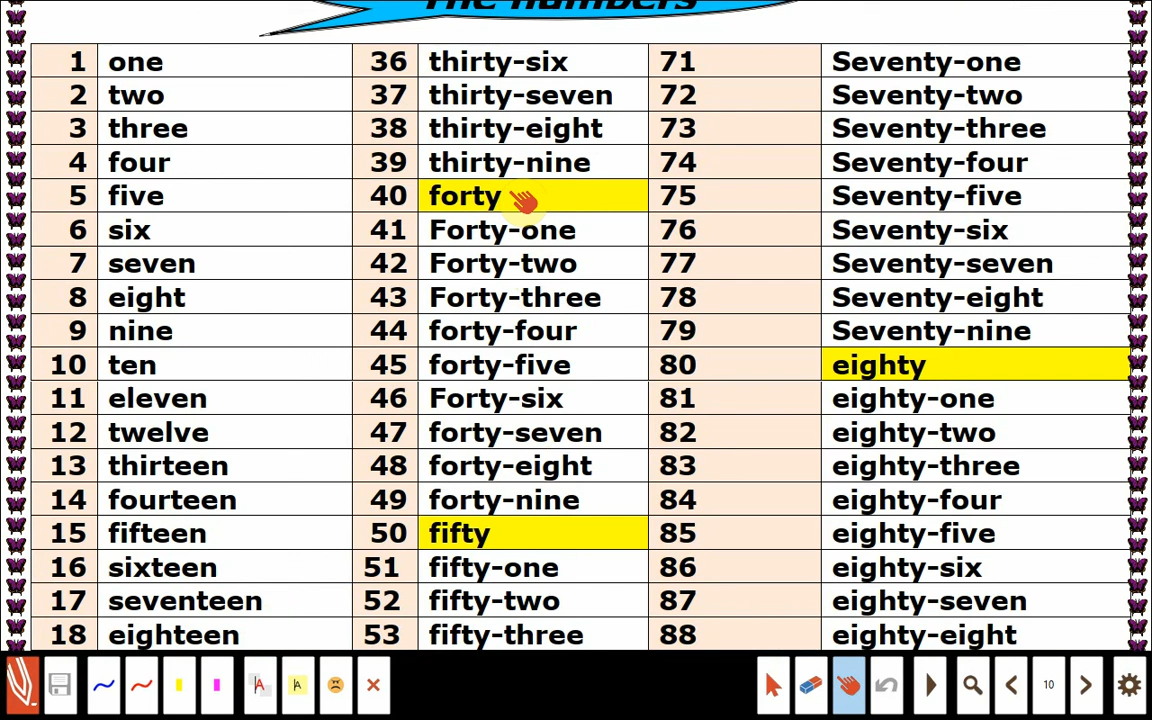 The numbers
1 one 36 thirty-six 71 Seventy-one
2 two 37 thirty-seven 72 Seventy-two
3 three 38 thirty-eight 73 Seventy-three
4 four 39 thirty-nine 74 Seventy-four
5 five 40 forty 75 Seventy-five
6 six 41 Forty-one 76 Seventy-six
7 seven 42 Forty-two 77 Seventy-seven
8 eight 43 Forty-three 78 Seventy-eight
9 nine 44 forty-four 79 Seventy-nine
10 ten 45 forty-five 80 eighty
11 eleven 46 Forty-six 81 eighty-one
12 twelve 47 forty-seven 82 eighty-two
13 thirteen 48 forty-eight 83 eighty-three
14 fourteen 49 forty-nine 84 eighty-four
15 fifteen 50 fifty 85 eighty-five
16 sixteen 51 fifty-one 86 eighty-six
17 seventeen 52 fifty-two 87 eighty-seven
18 eighteen 53 fifty-three 88 eighty-eight
A A 10